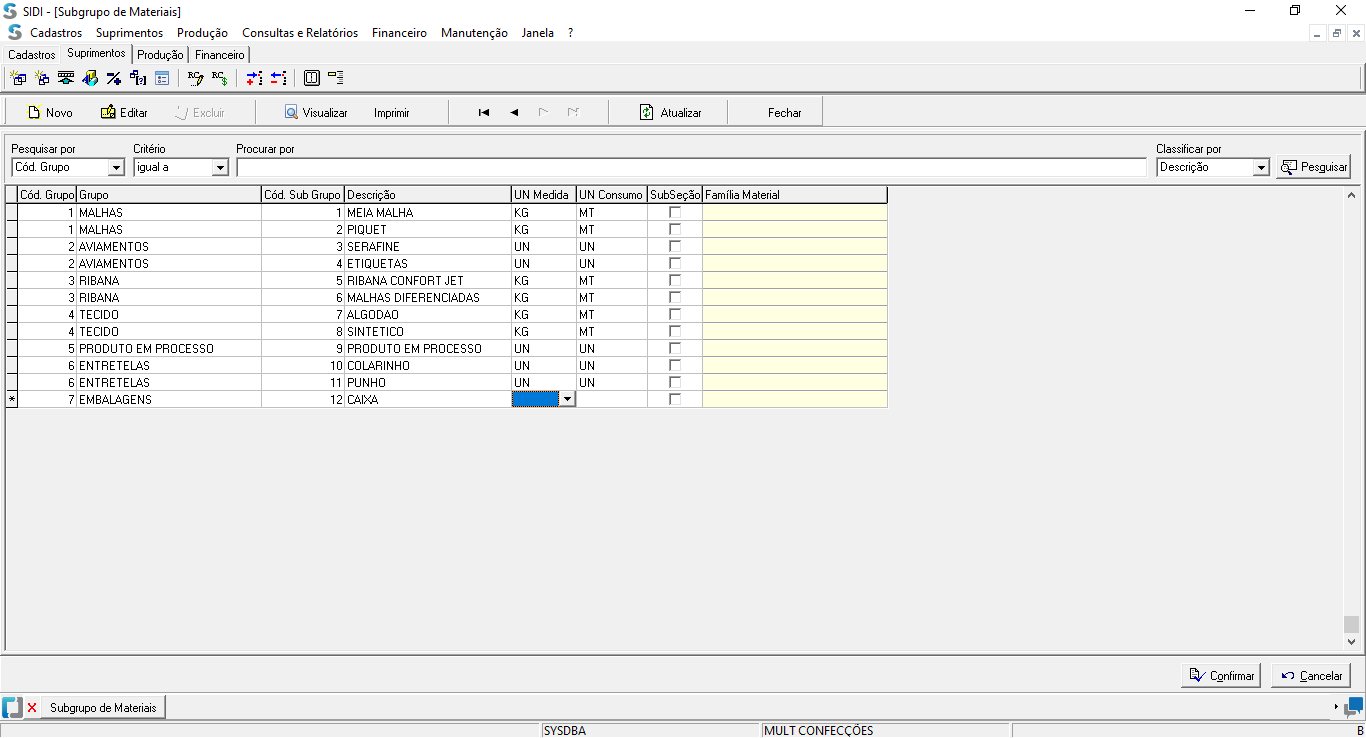 SIDI - [Subgrupo de Materiais]
Cadastros Suprimentos Produção Consultas e Relatórios Financeiro Manutenção Janela ?
Cadastros Suprimentos Produção Financeiro
Novo Editar Excluir Visualizar Imprimir Atualizar Fechar
Pesquisar por Critério Procurar por Classificar por
Cód. Grupo igual a Descrição Pesquisar
Cód. Grupo Grupo Cód. Sub Grupo Descrição UN Medida UN Consumo SubSeção Família Material
1 MALHAS 1 MEIA MALHA KG MT
1 MALHAS 2 PIQUET KG MT
2 AVIAMENTOS 3 SERAFINE UN UN
2 AVIAMENTOS 4 ETIQUETAS UN UN
3 RIBANA 5 RIBANA CONFORT JET KG MT
3 RIBANA 6 MALHAS DIFERENCIADAS KG MT
4 TECIDO 7 ALGODAO KG MT
4 TECIDO 8 SINTETICO KG MT
5 PRODUTO EM PROCESSO 9 PRODUTO EM PROCESSO UN UN
6 ENTRETELAS 10 COLARINHO UN UN
6 ENTRETELAS 11 PUNHO UN UN
* 7 EMBALAGENS 12 CAIXA
Confirmar Cancelar
Subgrupo de Materiais
SYSDBA MULT CONFECÇÕES B